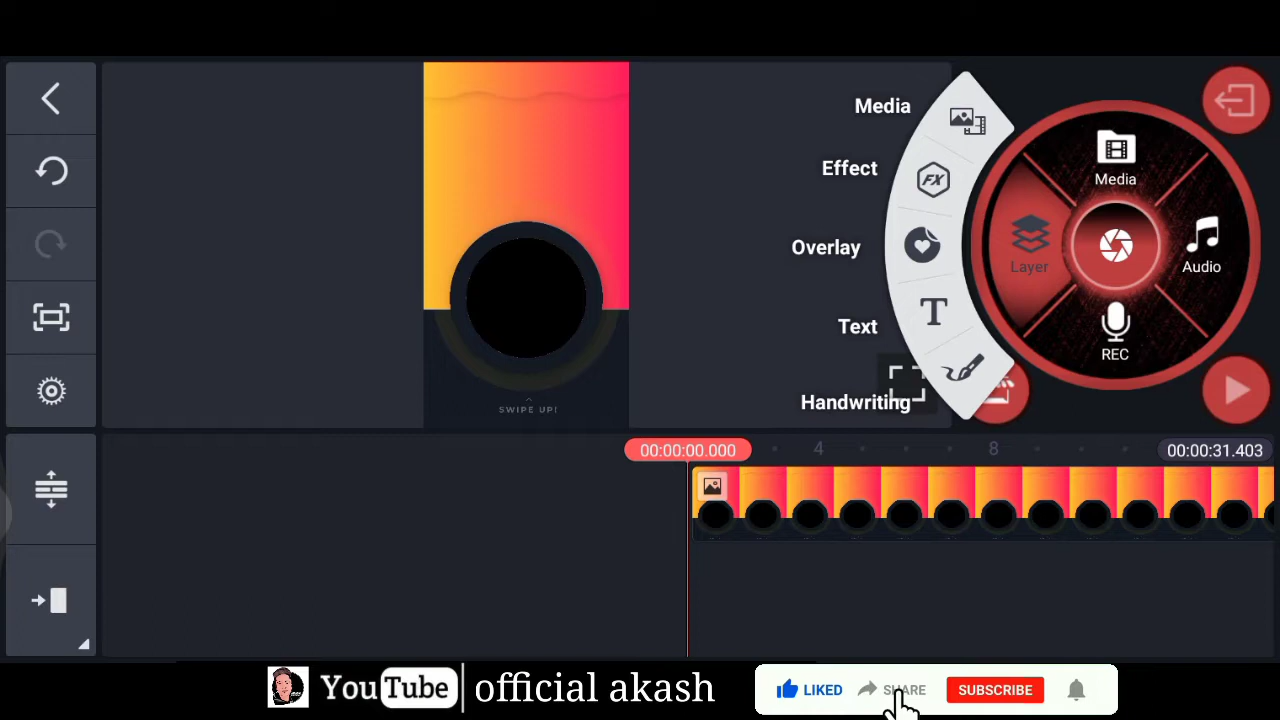 Media
Effect
Overlay
Text
Handwriting
FX
T
Media
Layer
Audio
REC
SWIPE UP!
00:00:00.000
4
8
00:00:31.403
YouTube
official akash
LIKED
SHARE
SUBSCRIBE